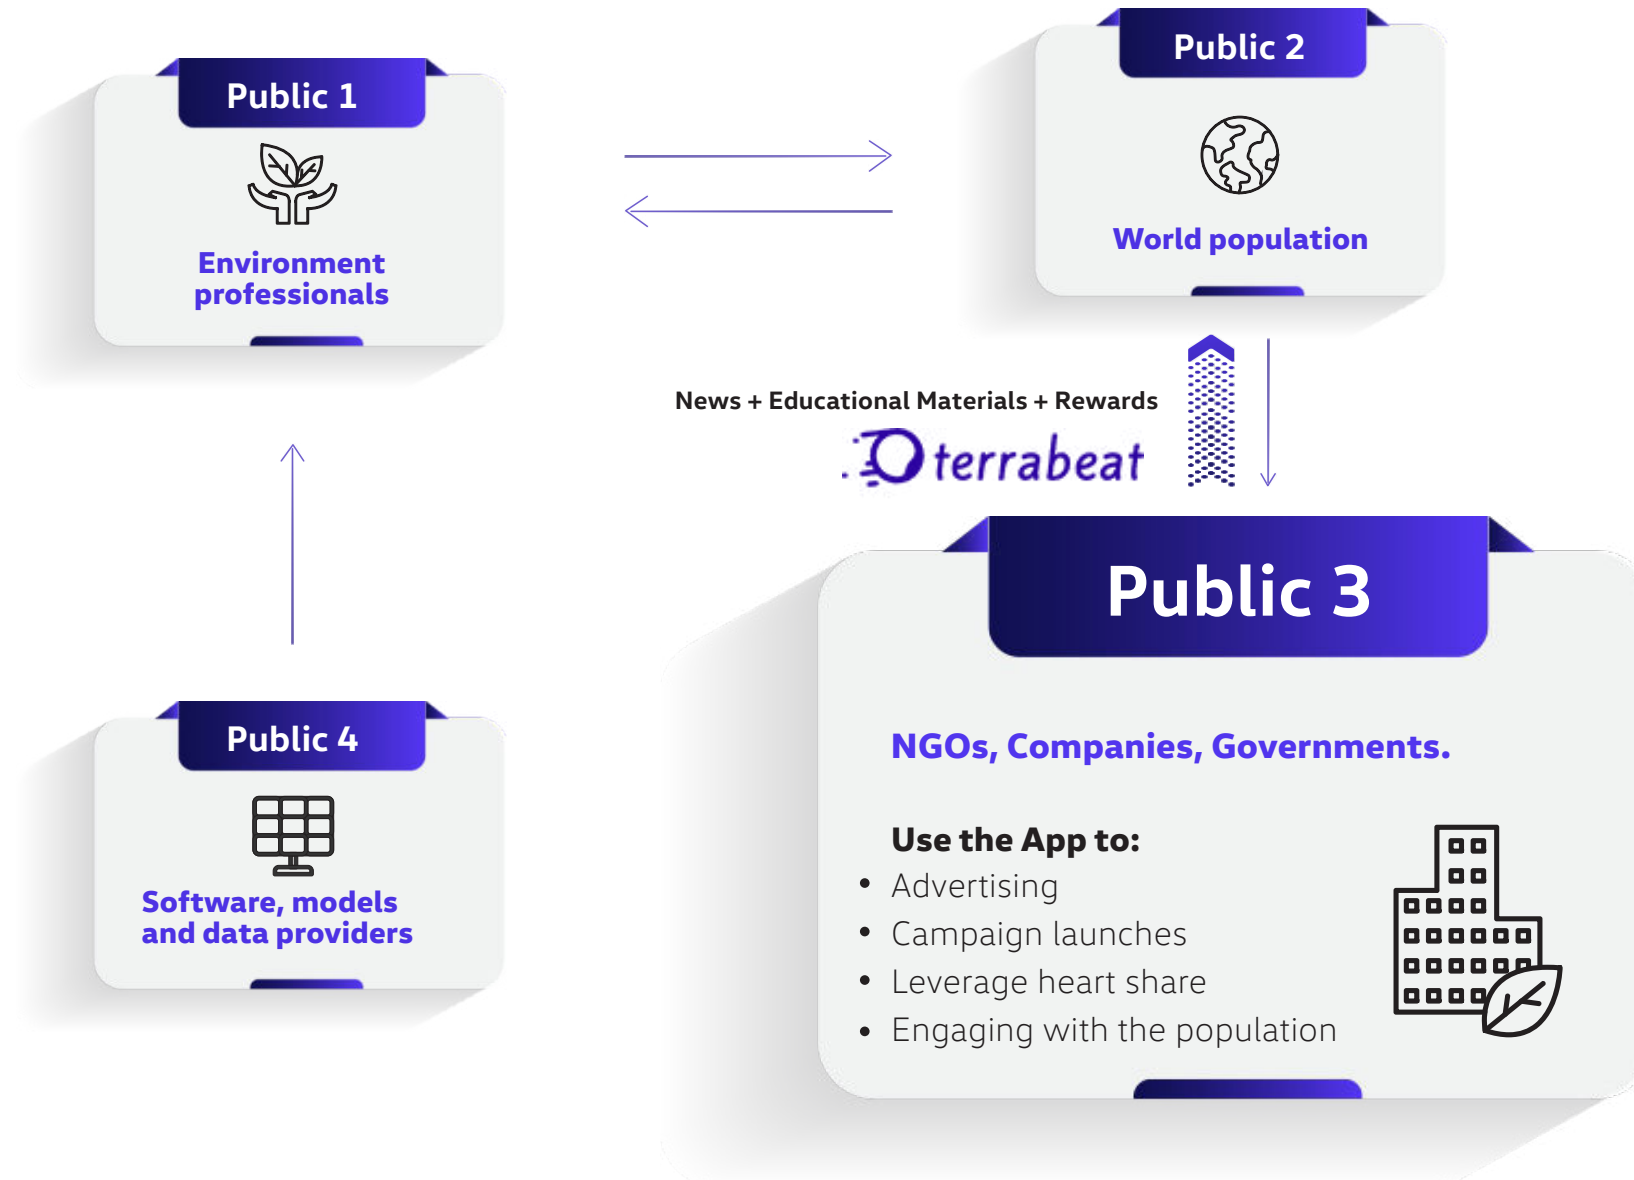 Public 1
Environment
professionals
Public 2
World population
News + Educational Materials + Rewards
terrabeat
Public 3
NGOs, Companies, Governments.
Use the App to:
• Advertising
• Campaign launches
• Leverage heart share
• Engaging with the population
Public 4
Software, models
and data providers